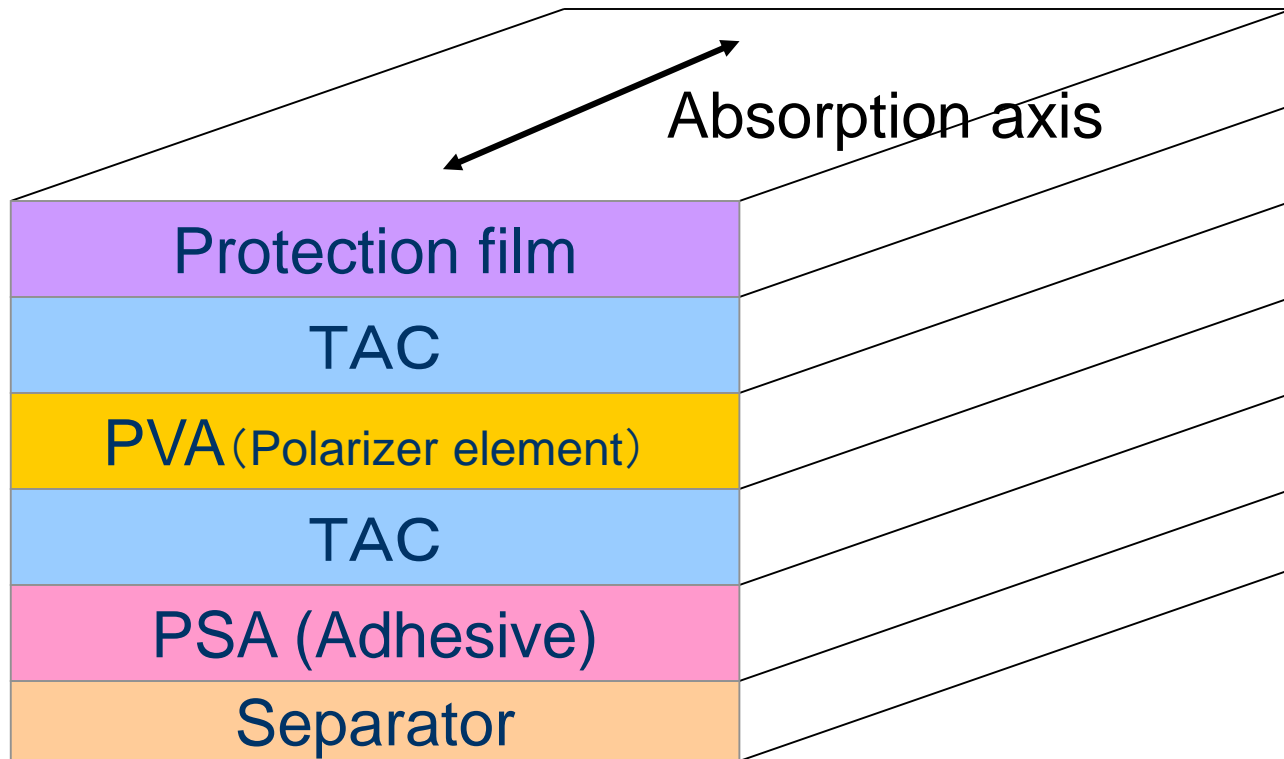 Absorption axis
Protection film
TAC
PVA（Polarizer element）
TAC
PSA (Adhesive)
Separator